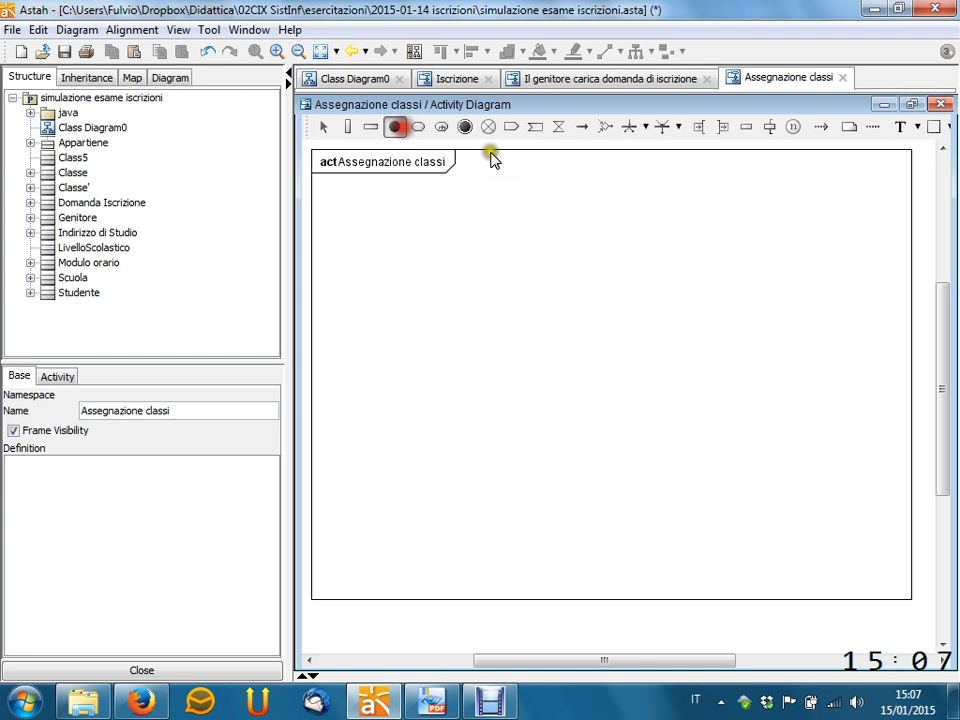 Astah - [C:\Users\Fulvio\Dropbox\Didattica\02CIX SistInf\esercitazioni\2015-01-14 iscrizioni\simulazione esame iscrizioni.asta] (*)
File Edit Diagram Alignment View Tool Window Help
3
Structure Inheritance Map Diagram
Class Diagram0 Iscrizione Il genitore carica domanda di iscrizione Assegnazione classi
simulazione esame iscrizioni
Assegnazione classi / Activity Diagram
java
Class Diagram0
T
Appartiene
Class5
act Assegnazione classi
Classe
Classe'
Domanda Iscrizione
Genitore
Indirizzo di Studio
LivelloScolastico
Modulo orario
Scuola
Studente
Base Activity
Namespace
Name Assegnazione classi
Frame Visibility
Definition
Close
15:07
IT
15:07
15/01/2015
PDF